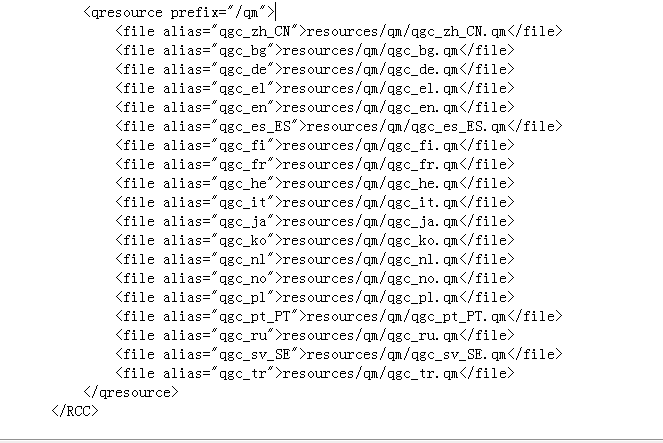 <qresource prefix="/qm">
<file alias="qgc_zh_CN">resources/qm/qgc_zh_CN.qm</file>
<file alias="qgc_bg">resources/qm/qgc_bg.qm</file>
<file alias="qgc_de">resources/qm/qgc_de.qm</file>
<file alias="qgc_el">resources/qm/qgc_el.qm</file>
<file alias="qgc_en">resources/qm/qgc_en.qm</file>
<file alias="qgc_es_ES">resources/qm/qgc_es_ES.qm</file>
<file alias="qgc_fi">resources/qm/qgc_fi.qm</file>
<file alias="qgc_fr">resources/qm/qgc_fr.qm</file>
<file alias="qgc_he">resources/qm/qgc_he.qm</file>
<file alias="qgc_it">resources/qm/qgc_it.qm</file>
<file alias="qgc_ja">resources/qm/qgc_ja.qm</file>
<file alias="qgc_ko">resources/qm/qgc_ko.qm</file>
<file alias="qgc_nl">resources/qm/qgc_nl.qm</file>
<file alias="qgc_no">resources/qm/qgc_no.qm</file>
<file alias="qgc_pl">resources/qm/qgc_pl.qm</file>
<file alias="qgc_pt_PT">resources/qm/qgc_pt_PT.qm</file>
<file alias="qgc_ru">resources/qm/qgc_ru.qm</file>
<file alias="qgc_sv_SE">resources/qm/qgc_sv_SE.qm</file>
<file alias="qgc_tr">resources/qm/qgc_tr.qm</file>
</qresource>
</RCC>